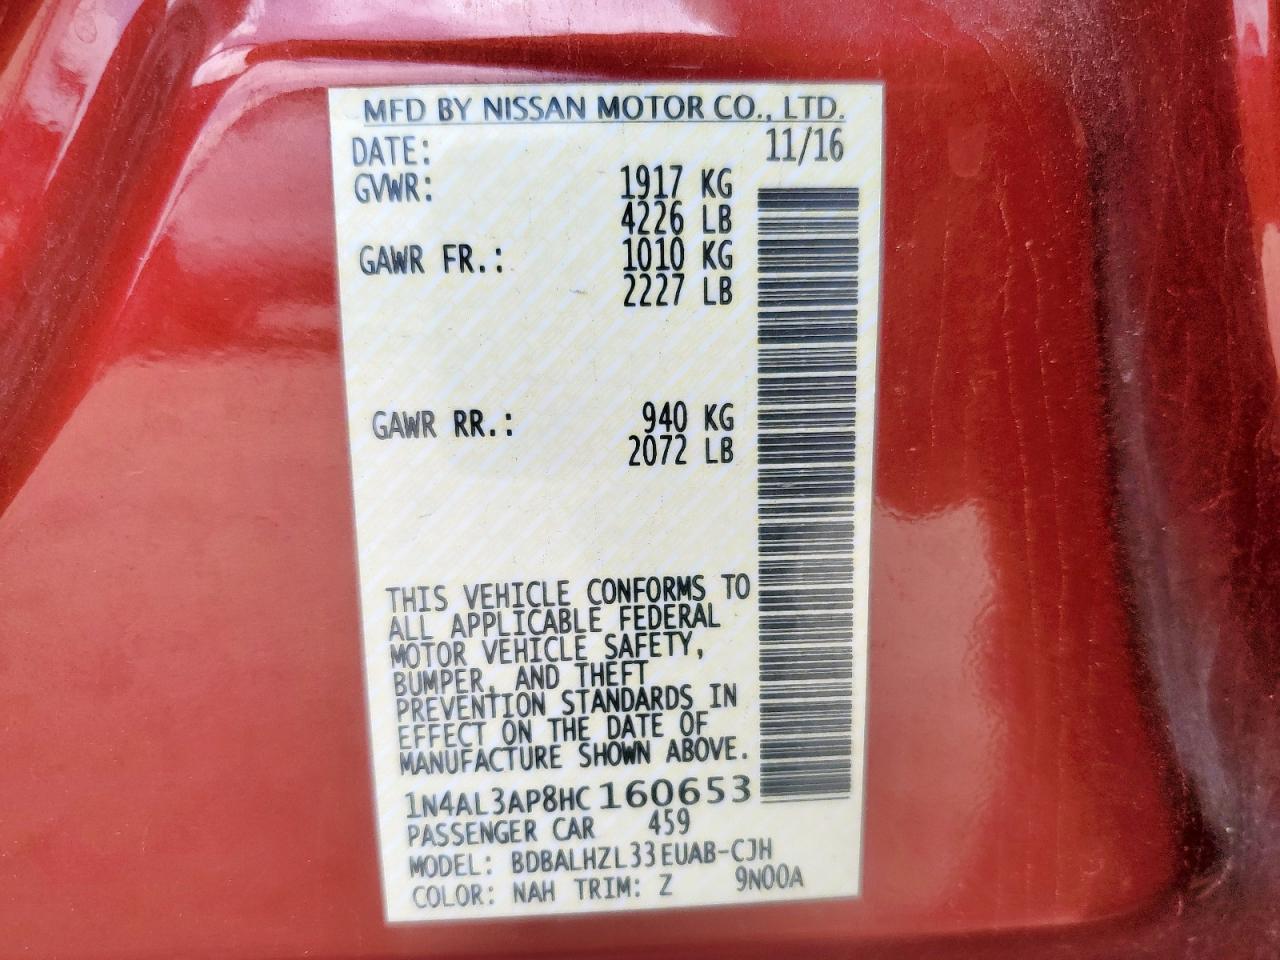 MFD BY NISSAN MOTOR CO., LTD.
DATE: 11/16
GVWR: 1917 KG
4226 LB
GAWR FR.: 1010 KG
2227 LB
GAWR RR.: 940 KG
2072 LB
THIS VEHICLE CONFORMS TO
ALL APPLICABLE FEDERAL
MOTOR VEHICLE SAFETY,
BUMPER, AND THEFT
PREVENTION STANDARDS IN
EFFECT ON THE DATE OF
MANUFACTURE SHOWN ABOVE.
1N4AL3AP8HC160653
PASSENGER CAR 459
MODEL: BDBALHZL33EUAB-CJH
COLOR: NAH TRIM: Z 9N00A